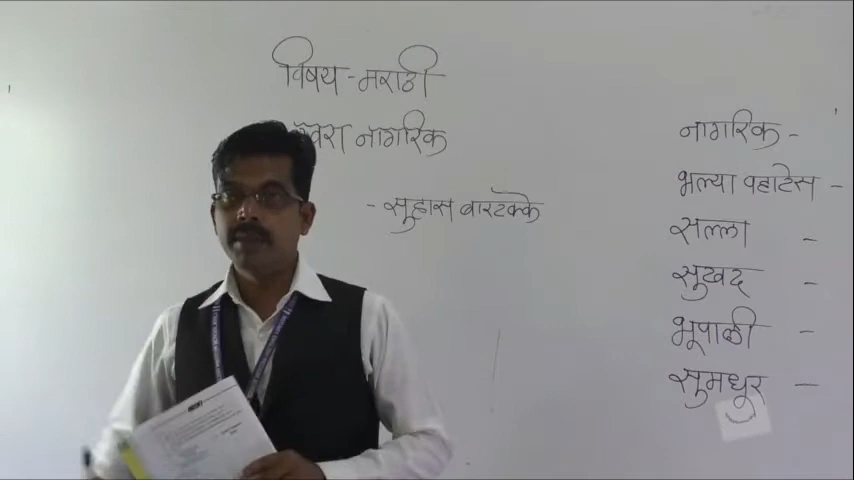 विषय - मराठी
खरा नागरिक
- सुहास बारटक्के
नागरिक -
भल्या पहाटेस -
सल्ला -
सुखद -
भूपाळी -
सुमधूर -